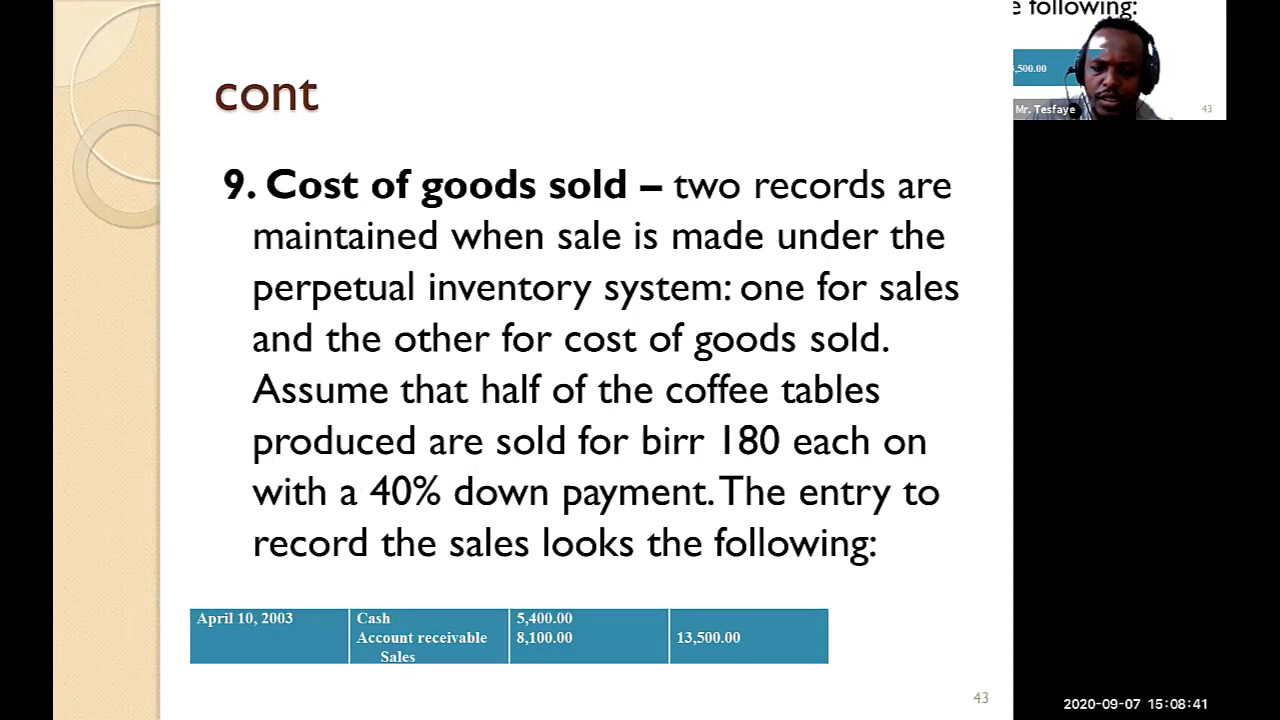 e following:
,500.00
Mr. Tesfaye
43
cont
9. Cost of goods sold – two records are
maintained when sale is made under the
perpetual inventory system: one for sales
and the other for cost of goods sold.
Assume that half of the coffee tables
produced are sold for birr 180 each on
with a 40% down payment. The entry to
record the sales looks the following:
April 10, 2003 Cash 5,400.00
Account receivable 8,100.00 13,500.00
Sales
43
2020-09-07 15:08:41